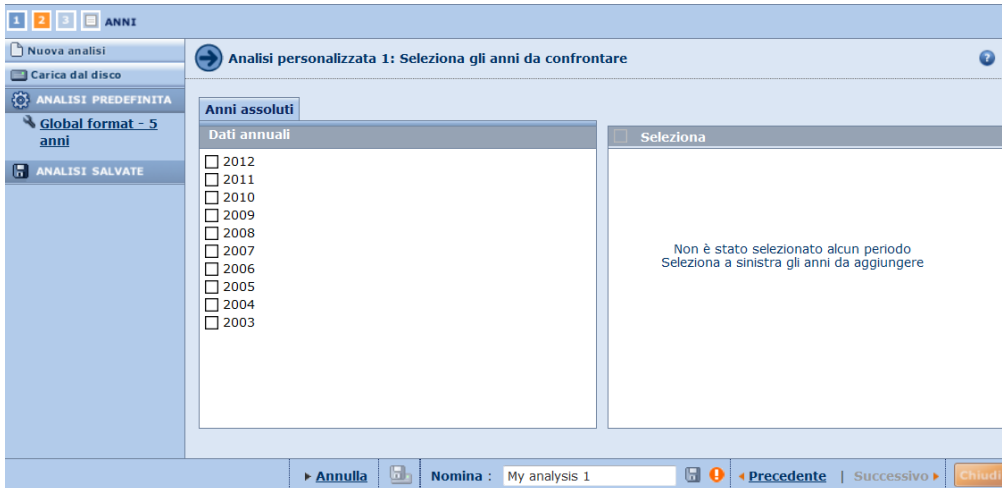 1 2 3 ANNI
Nuova analisi
Carica dal disco
ANALISI PREDEFINITA
Global format - 5
anni
ANALISI SALVATE
Analisi personalizzata 1: Seleziona gli anni da confrontare
?
Anni assoluti
Dati annuali
2012
2011
2010
2009
2008
2007
2006
2005
2004
2003
Seleziona
Non è stato selezionato alcun periodo
Seleziona a sinistra gli anni da aggiungere
Annulla Nomina : My analysis 1 ! Precedente | Successivo Chiudi